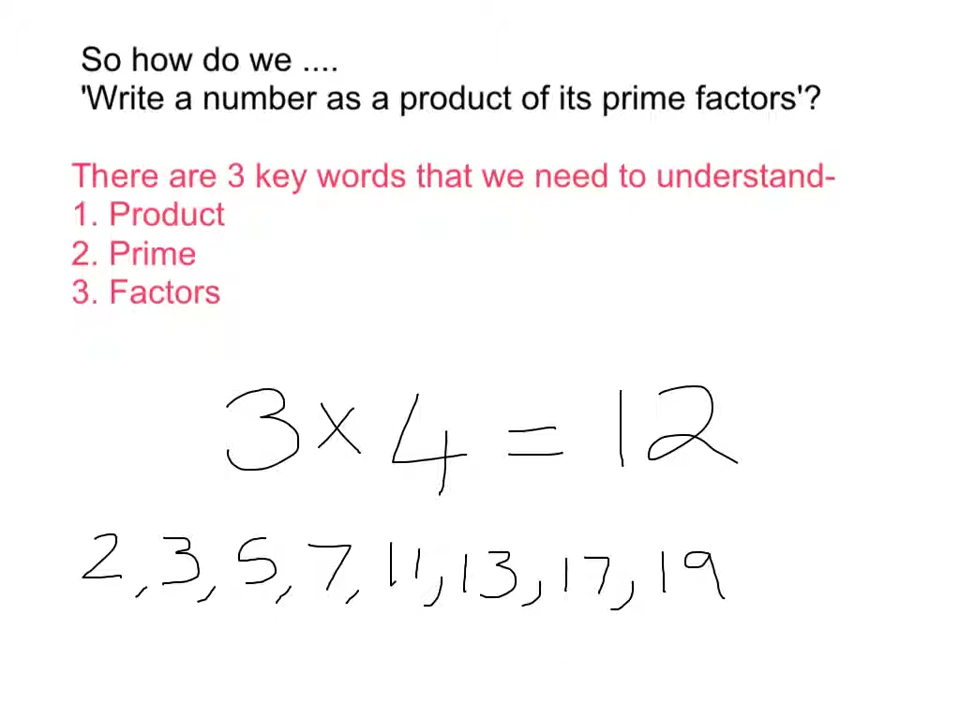 So how do we ....
'Write a number as a product of its prime factors'?
There are 3 key words that we need to understand-
1. Product
2. Prime
3. Factors
3 × 4 = 12
2, 3, 5, 7, 11, 13, 17, 19